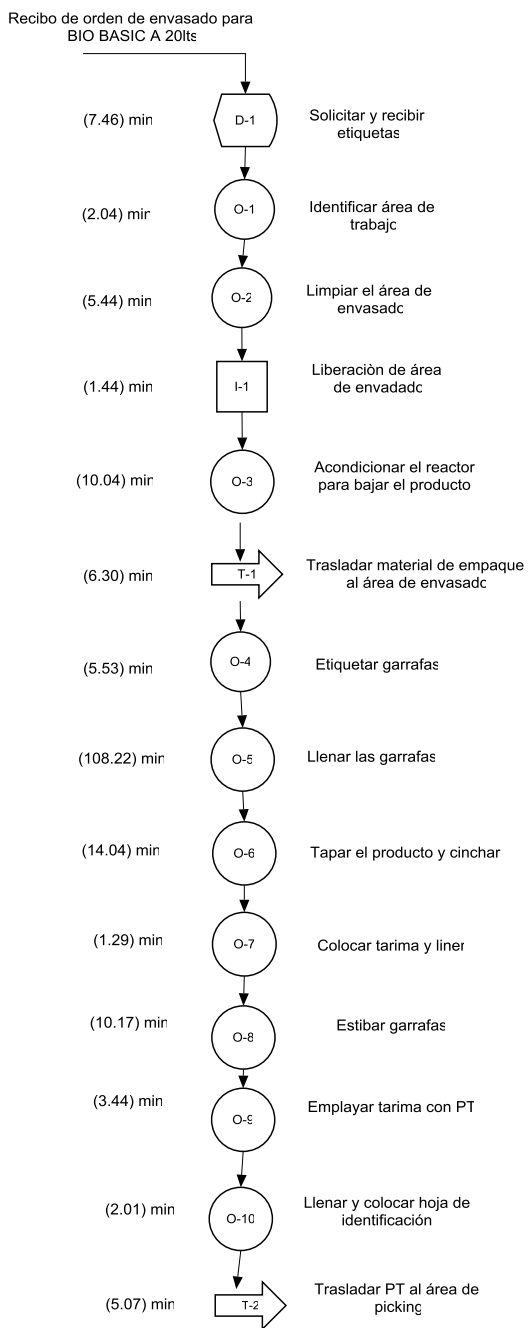 Recibo de orden de envasado para
BIO BASIC A 20lts
(7.46) min
D-1
Solicitar y recibir
etiquetas
(2.04) min
O-1
Identificar área de
trabajo
(5.44) min
O-2
Limpiar el área de
envasado
(1.44) min
I-1
Liberaciòn de área
de envadado
(10.04) min
O-3
Acondicionar el reactor
para bajar el producto
(6.30) min
T-1
Trasladar material de empaque
al área de envasado
(5.53) min
O-4
Etiquetar garrafas
(108.22) min
O-5
Llenar las garrafas
(14.04) min
O-6
Tapar el producto y cinchar
(1.29) min
O-7
Colocar tarima y liner
(10.17) min
O-8
Estibar garrafas
(3.44) min
O-9
Emplayar tarima con PT
(2.01) min
O-10
Llenar y colocar hoja de
identificación
(5.07) min
T-2
Trasladar PT al área de
picking